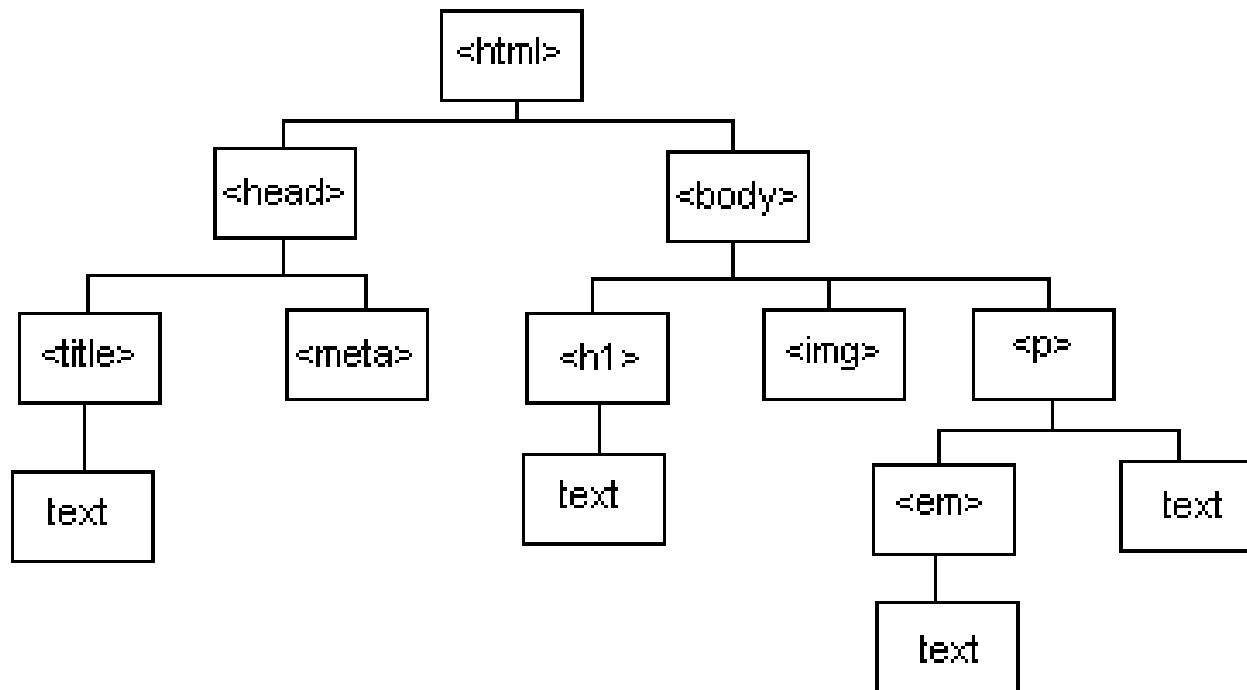 <html>
<head>
<body>
<title>
<meta>
<h1>
<img>
<p>
text
text
<em>
text
text